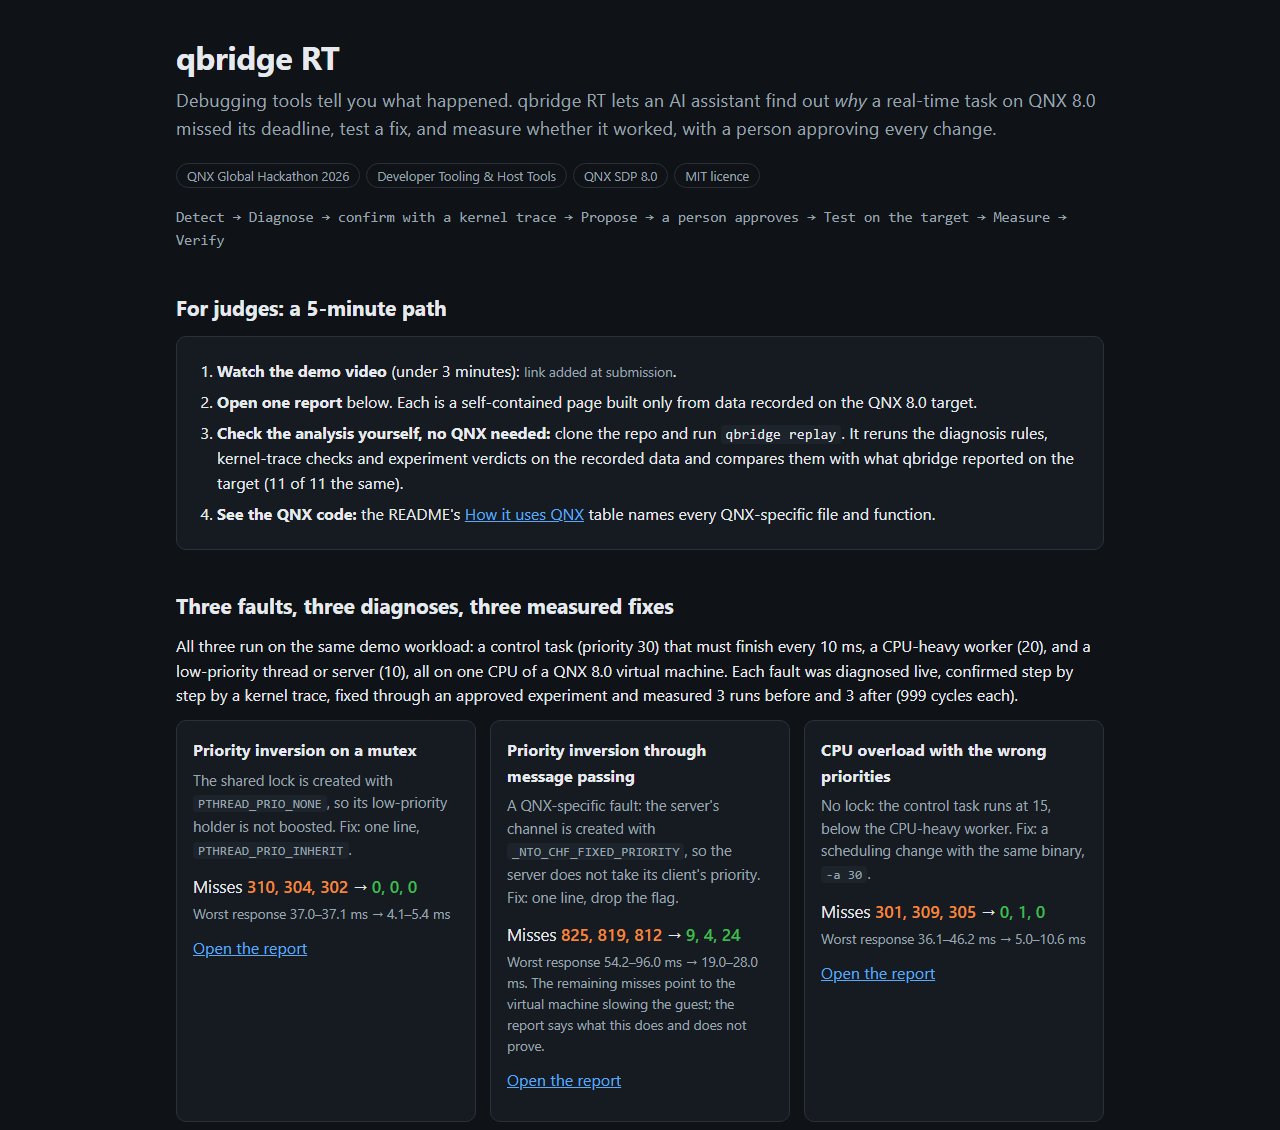 qbridge RT
Debugging tools tell you what happened. qbridge RT lets an AI assistant find out why a real-time task on QNX 8.0
missed its deadline, test a fix, and measure whether it worked, with a person approving every change.
QNX Global Hackathon 2026
Developer Tooling & Host Tools
QNX SDP 8.0
MIT licence
Detect → Diagnose → confirm with a kernel trace → Propose → a person approves → Test on the target → Measure →
Verify
For judges: a 5-minute path
1. Watch the demo video (under 3 minutes): link added at submission.
2. Open one report below. Each is a self-contained page built only from data recorded on the QNX 8.0 target.
3. Check the analysis yourself, no QNX needed: clone the repo and run qbridge replay. It reruns the diagnosis rules,
kernel-trace checks and experiment verdicts on the recorded data and compares them with what qbridge reported on the
target (11 of 11 the same).
4. See the QNX code: the README's How it uses QNX table names every QNX-specific file and function.
Three faults, three diagnoses, three measured fixes
All three run on the same demo workload: a control task (priority 30) that must finish every 10 ms, a CPU-heavy worker (20), and a
low-priority thread or server (10), all on one CPU of a QNX 8.0 virtual machine. Each fault was diagnosed live, confirmed step by
step by a kernel trace, fixed through an approved experiment and measured 3 runs before and 3 after (999 cycles each).
Priority inversion on a mutex
The shared lock is created with
PTHREAD_PRIO_NONE, so its low-priority
holder is not boosted. Fix: one line,
PTHREAD_PRIO_INHERIT.
Misses 310, 304, 302 → 0, 0, 0
Worst response 37.0–37.1 ms → 4.1–5.4 ms
Open the report
Priority inversion through
message passing
A QNX-specific fault: the server's
channel is created with
_NTO_CHF_FIXED_PRIORITY, so the
server does not take its client's priority.
Fix: one line, drop the flag.
Misses 825, 819, 812 → 9, 4, 24
Worst response 54.2–96.0 ms → 19.0–28.0
ms. The remaining misses point to the
virtual machine slowing the guest; the
report says what this does and does not
prove.
Open the report
CPU overload with the wrong
priorities
No lock: the control task runs at 15,
below the CPU-heavy worker. Fix: a
scheduling change with the same binary,
-a 30.
Misses 301, 309, 305 → 0, 1, 0
Worst response 36.1–46.2 ms → 5.0–10.6 ms
Open the report